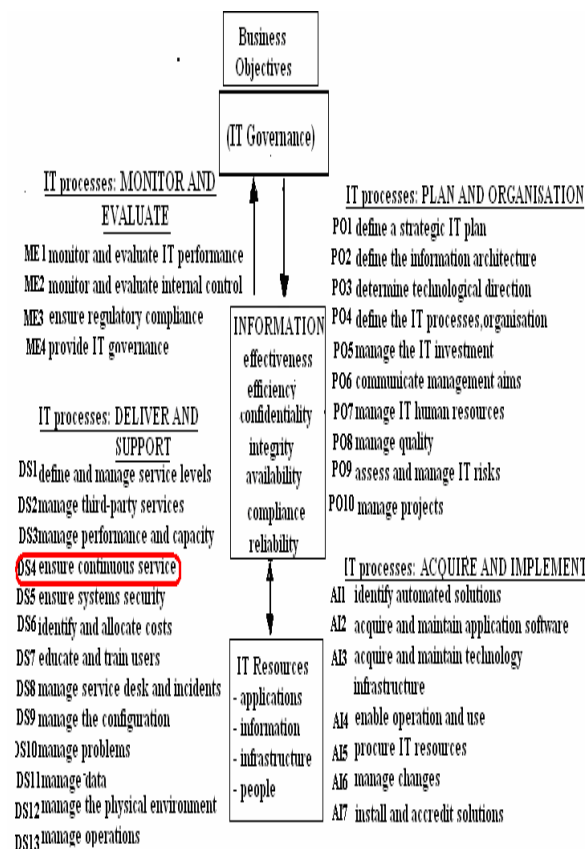 Business
Objectives
(IT Governance)
IT processes: MONITOR AND
EVALUATE
ME1 monitor and evaluate IT performance
ME2 monitor and evaluate internal control
ME3 ensure regulatory compliance
ME4 provide IT governance
IT processes: PLAN AND ORGANISATION
PO1 define a strategic IT plan
PO2 define the information architecture
PO3 determine technological direction
PO4 define the IT processes,organisation
PO5 manage the IT investment
PO6 communicate management aims
PO7 manage IT human resources
PO8 manage quality
PO9 assess and manage IT risks
PO10 manage projects
INFORMATION
effectiveness
efficiency
confidentiality
integrity
availability
compliance
reliability
IT processes: DELIVER AND
SUPPORT
DS1 define and manage service levels
DS2 manage third-party services
DS3 manage performance and capacity
DS4 ensure continuous service
DS5 ensure systems security
DS6 identify and allocate costs
DS7 educate and train users
DS8 manage service desk and incidents
DS9 manage the configuration
DS10 manage problems
DS11 manage data
DS12 manage the physical environment
DS13 manage operations
IT Resources
- applications
- information
- infrastructure
- people
IT processes: ACQUIRE AND IMPLEMENT
AI1 identify automated solutions
AI2 acquire and maintain application software
AI3 acquire and maintain technology
infrastructure
AI4 enable operation and use
AI5 procure IT resources
AI6 manage changes
AI7 install and accredit solutions